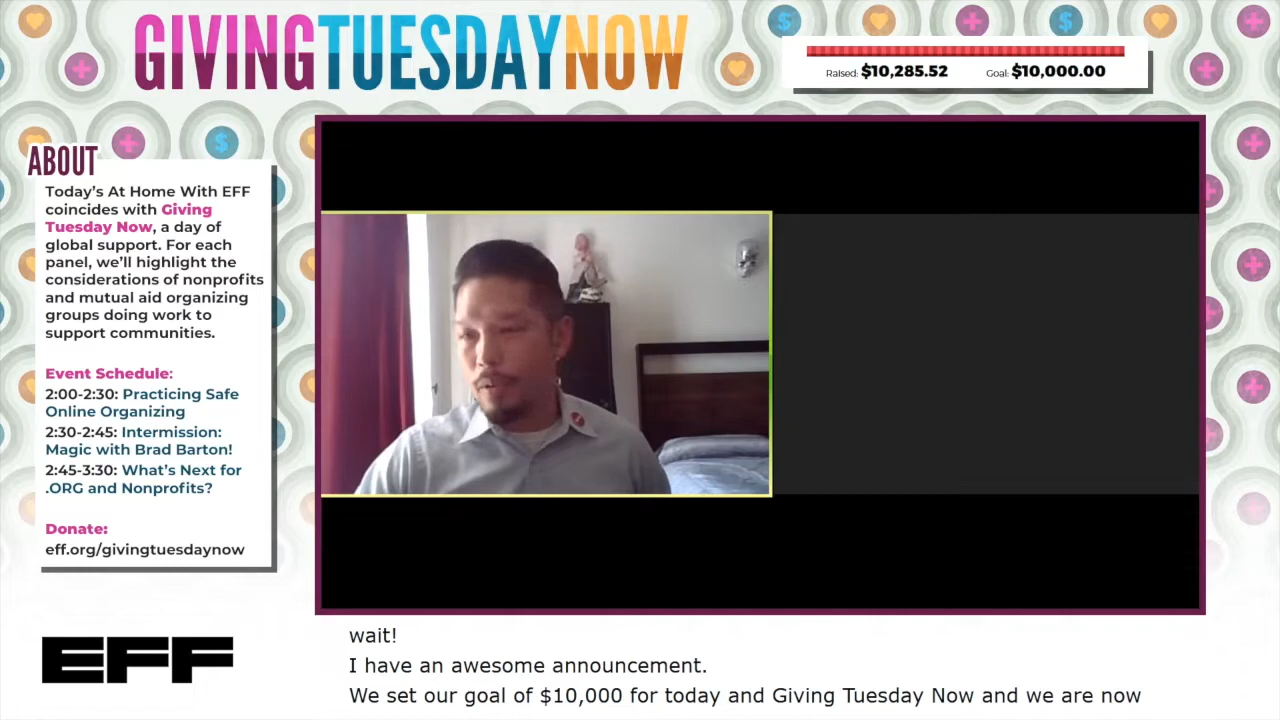 GIVINGTUESDAYNOW
Raised: $10,285.52 Goal: $10,000.00
ABOUT
Today's At Home With EFF
coincides with Giving
Tuesday Now, a day of
global support. For each
panel, we'll highlight the
considerations of nonprofits
and mutual aid organizing
groups doing work to
support communities.
Event Schedule:
2:00-2:30: Practicing Safe
Online Organizing
2:30-2:45: Intermission:
Magic with Brad Barton!
2:45-3:30: What's Next for
.ORG and Nonprofits?
Donate:
eff.org/givingtuesdaynow
EFF
wait!
I have an awesome announcement.
We set our goal of $10,000 for today and Giving Tuesday Now and we are now